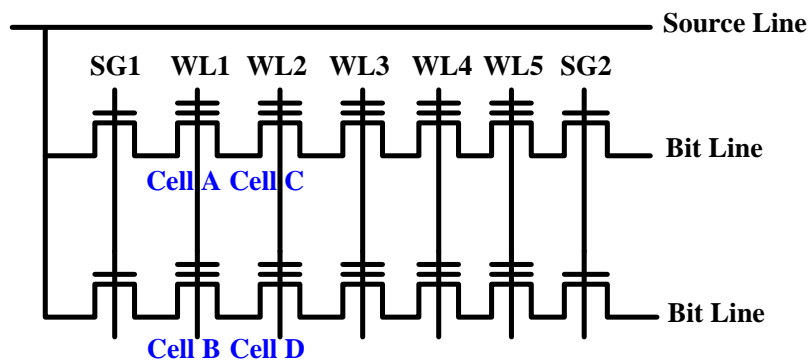 Source Line
SG1 WL1 WL2 WL3 WL4 WL5 SG2
Bit Line
Cell A Cell C
Bit Line
Cell B Cell D